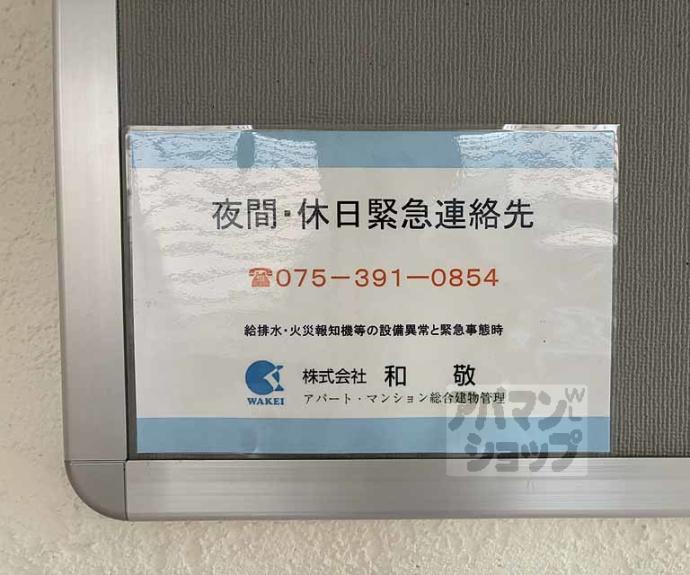 夜間・休日緊急連絡先
☎075-391-0854
給排水・火災報知機等の設備異常と緊急事態時
株式会社 和 敬
WAKEI
アパート・マンション総合建物管理
アパマン
ショップ